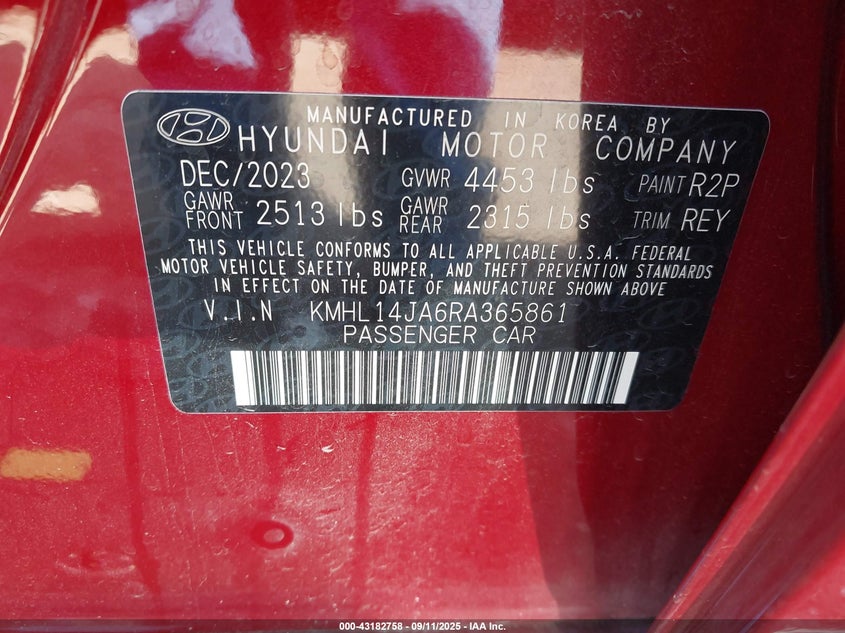 MANUFACTURED IN KOREA BY
HYUNDAI MOTOR COMPANY
DEC/2023 GVWR 4453 lbs PAINT R2P
GAWR FRONT 2513 lbs GAWR REAR 2315 lbs TRIM REY
THIS VEHICLE CONFORMS TO ALL APPLICABLE U.S.A. FEDERAL
MOTOR VEHICLE SAFETY, BUMPER, AND THEFT PREVENTION STANDARDS
IN EFFECT ON THE DATE OF MANUFACTURE SHOWN ABOVE
V.I.N KMHL14JA6RA365861
PASSENGER CAR
000-43182758 - 09/11/2025 - IAA Inc.